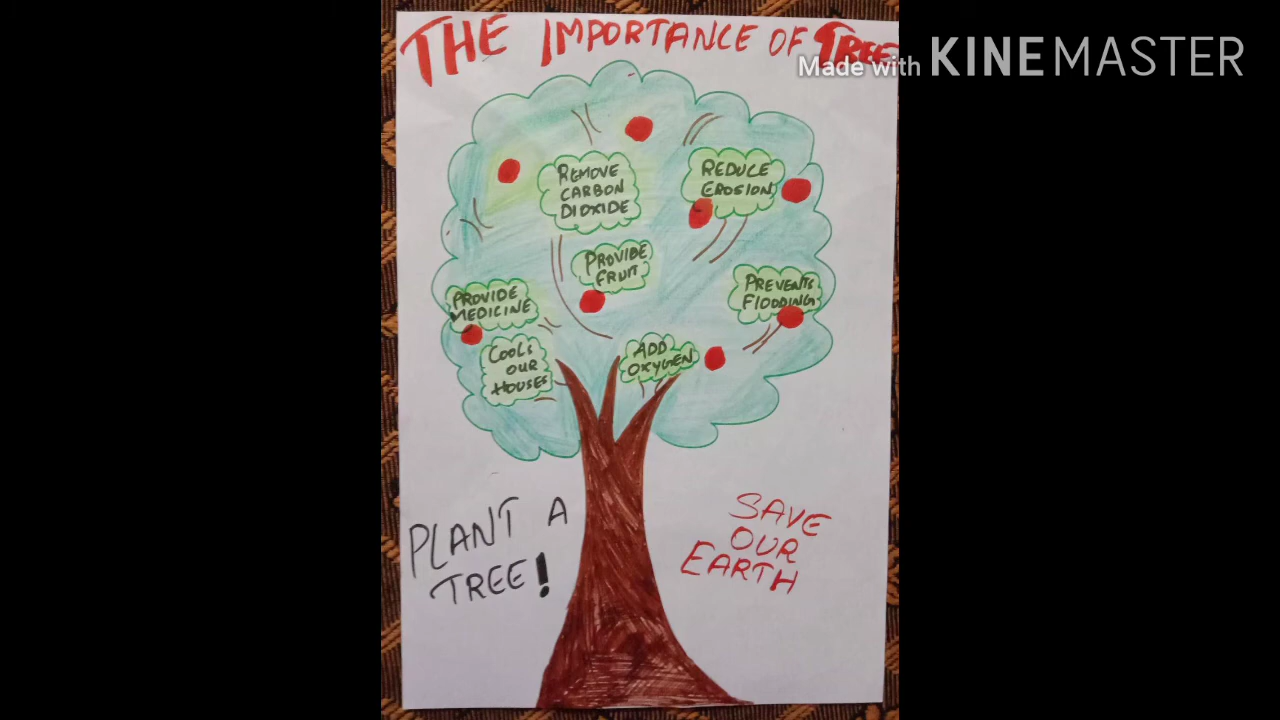 THE IMPORTANCE OF TREE
Made with KINEMASTER
REMOVE
CARBON
DIOXIDE
REDUCE
EROSION
PROVIDE
FRUIT
PREVENTS
FLOODING
PROVIDE
MEDICINE
COOLS
OUR
HOUSES
ADD
OXYGEN
PLANT A
TREE!
SAVE
OUR
EARTH